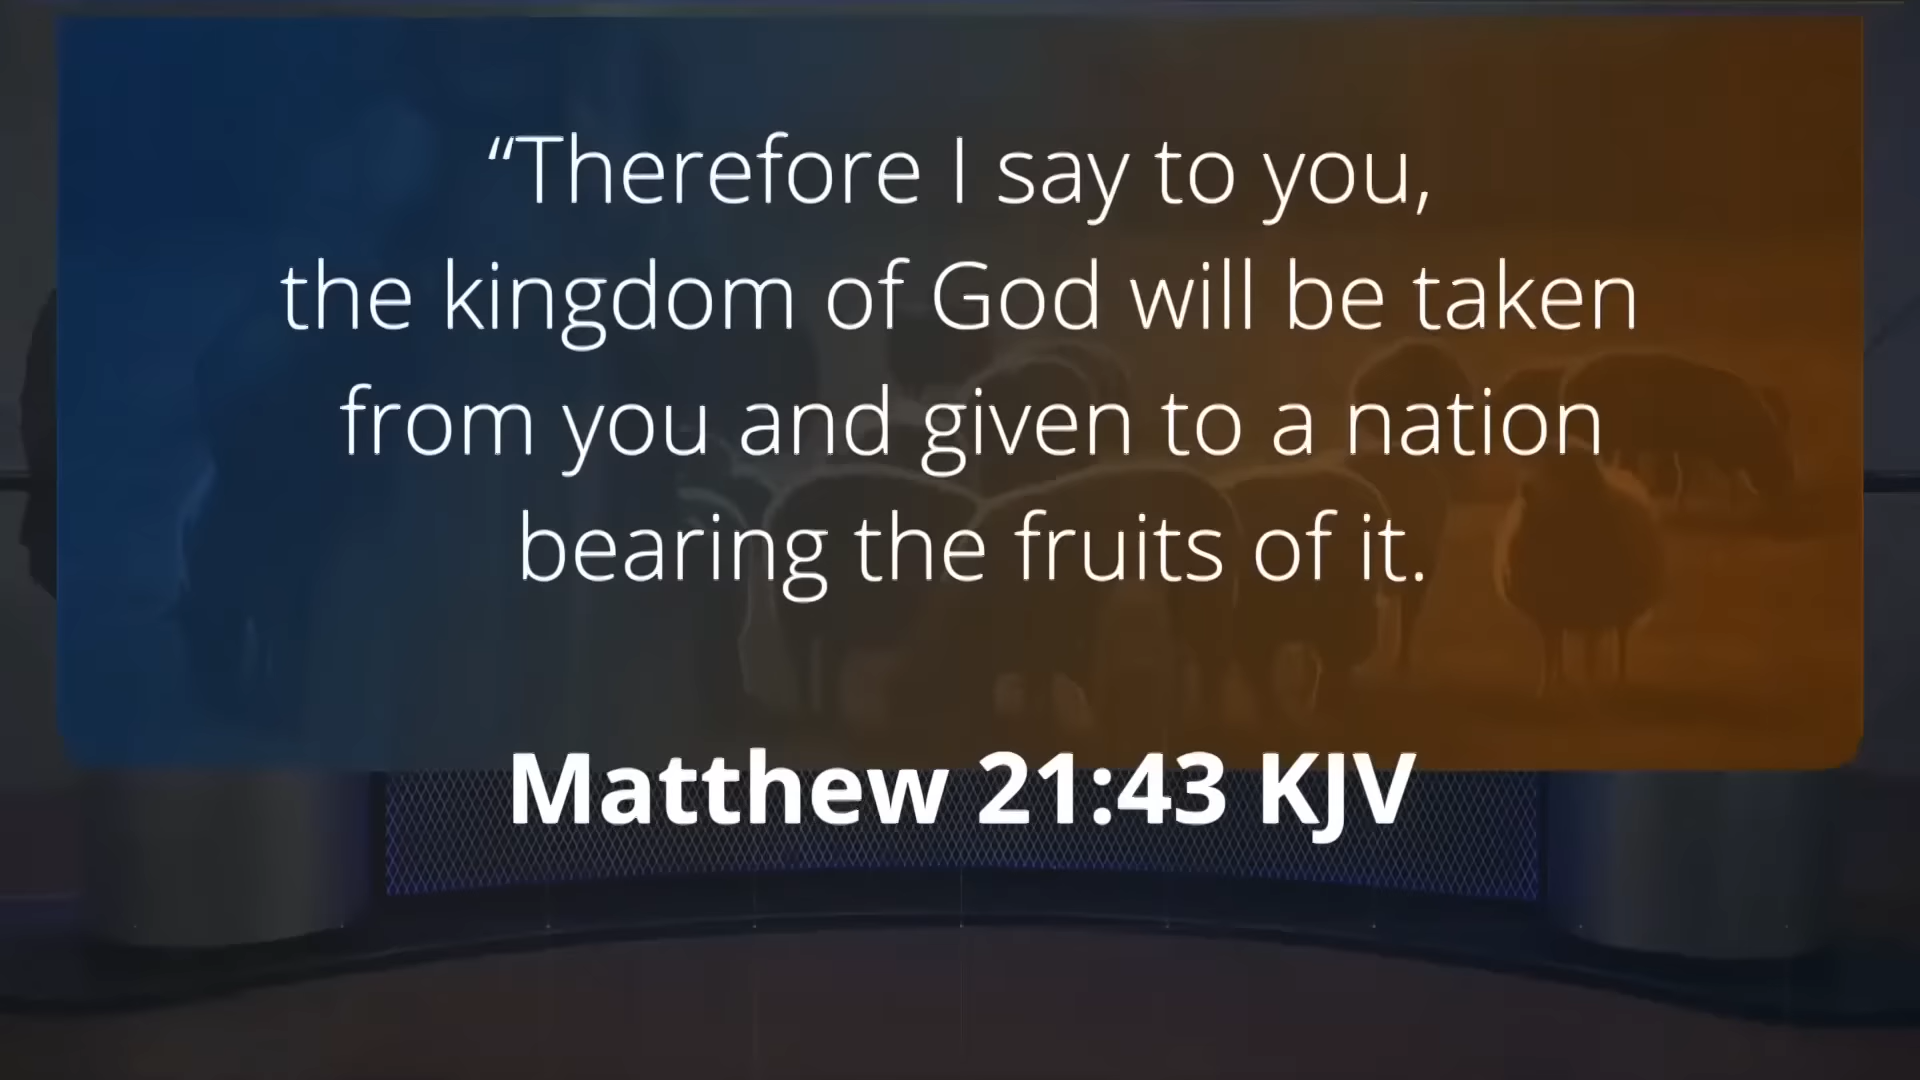 “Therefore I say to you,
the kingdom of God will be taken
from you and given to a nation
bearing the fruits of it.
Matthew 21:43 KJV